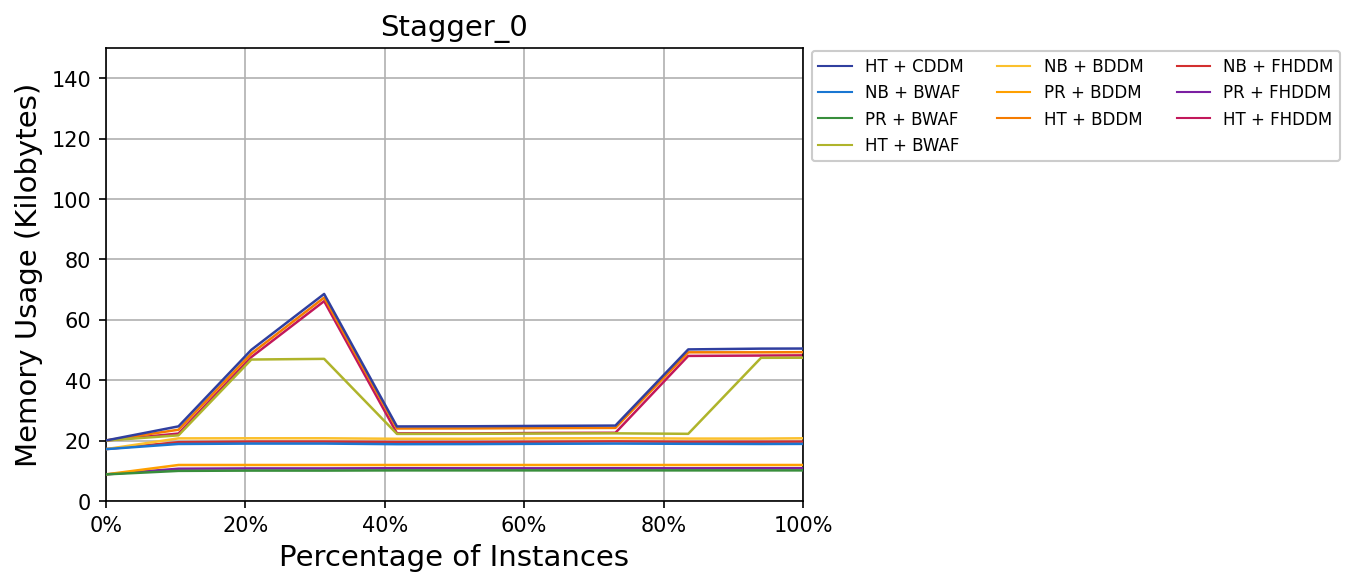 Stagger_0
Memory Usage (Kilobytes)
140
120
100
80
60
40
20
0
0% 20% 40% 60% 80% 100%
Percentage of Instances
HT + CDDM
NB + BWAF
PR + BWAF
HT + BWAF
NB + BDDM
PR + BDDM
HT + BDDM
NB + FHDDM
PR + FHDDM
HT + FHDDM